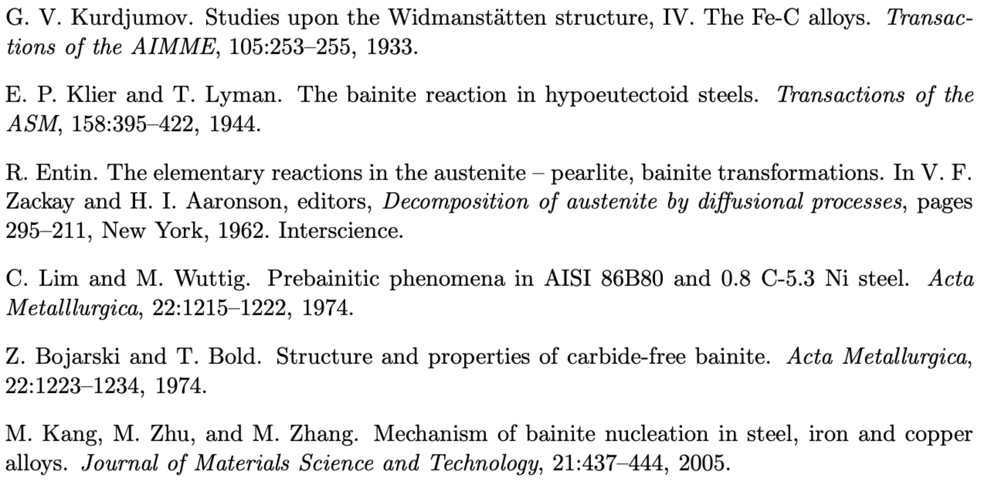 G. V. Kurdjumov. Studies upon the Widmanstätten structure, IV. The Fe-C alloys. Transac-
tions of the AIMME, 105:253–255, 1933.
E. P. Klier and T. Lyman. The bainite reaction in hypoeutectoid steels. Transactions of the
ASM, 158:395–422, 1944.
R. Entin. The elementary reactions in the austenite – pearlite, bainite transformations. In V. F.
Zackay and H. I. Aaronson, editors, Decomposition of austenite by diffusional processes, pages
295–211, New York, 1962. Interscience.
C. Lim and M. Wuttig. Prebainitic phenomena in AISI 86B80 and 0.8 C-5.3 Ni steel. Acta
Metalllurgica, 22:1215–1222, 1974.
Z. Bojarski and T. Bold. Structure and properties of carbide-free bainite. Acta Metallurgica,
22:1223–1234, 1974.
M. Kang, M. Zhu, and M. Zhang. Mechanism of bainite nucleation in steel, iron and copper
alloys. Journal of Materials Science and Technology, 21:437–444, 2005.